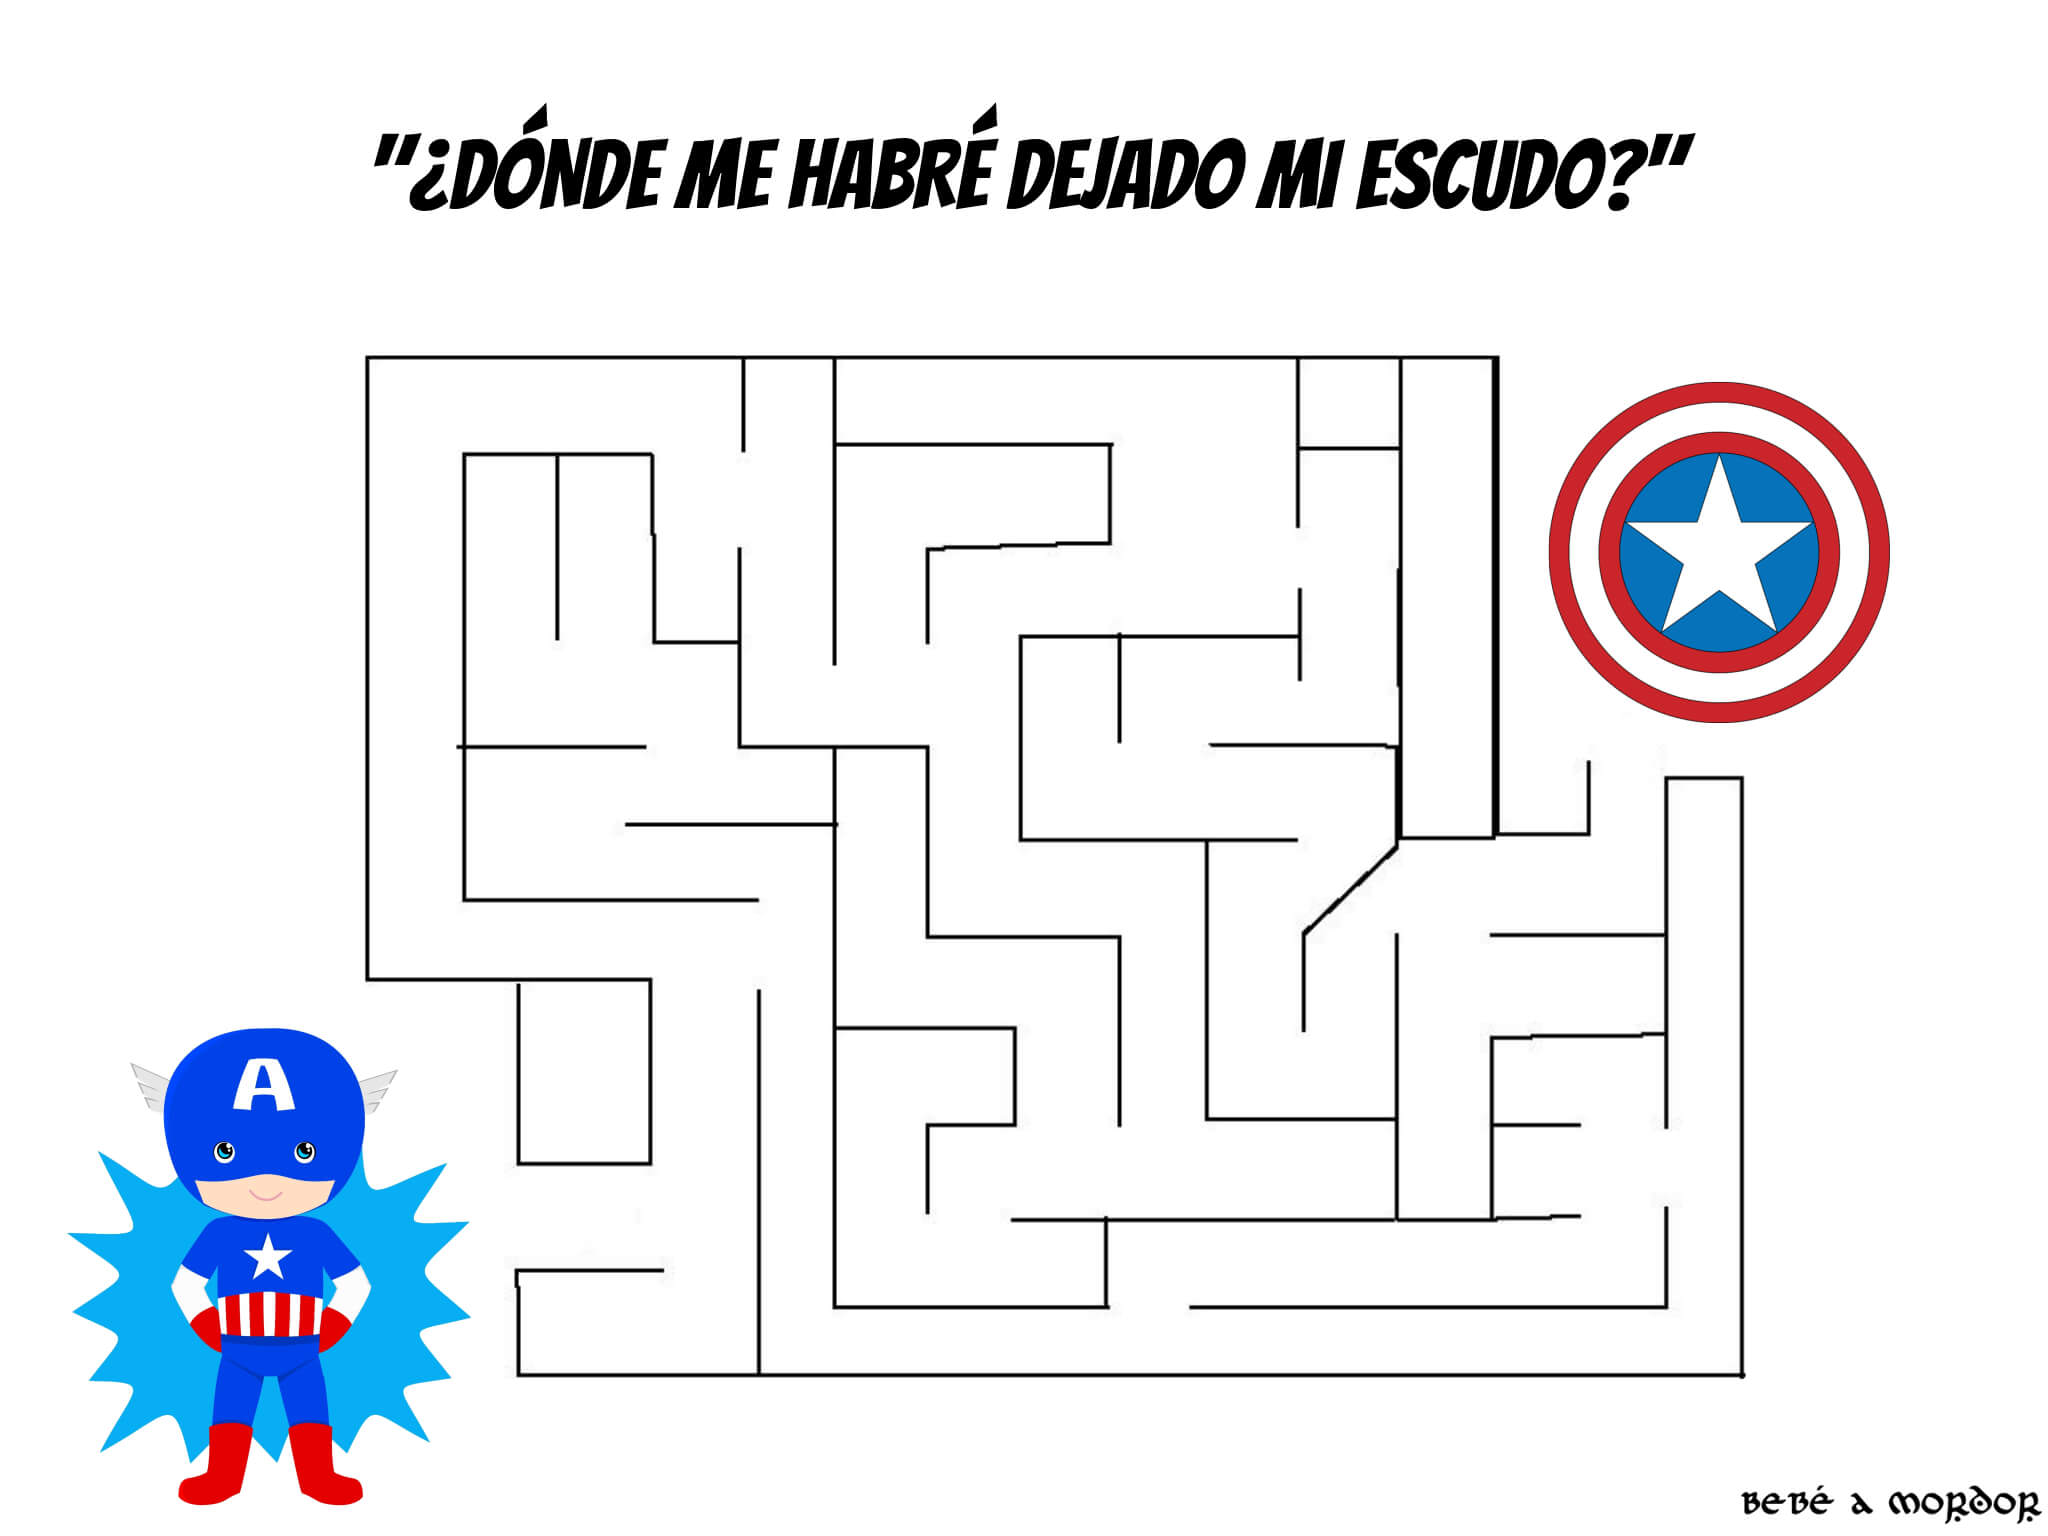 "¿DÓNDE ME HABRÉ DEJADO MI ESCUDO?"
A
BEBÉ A MORDOR